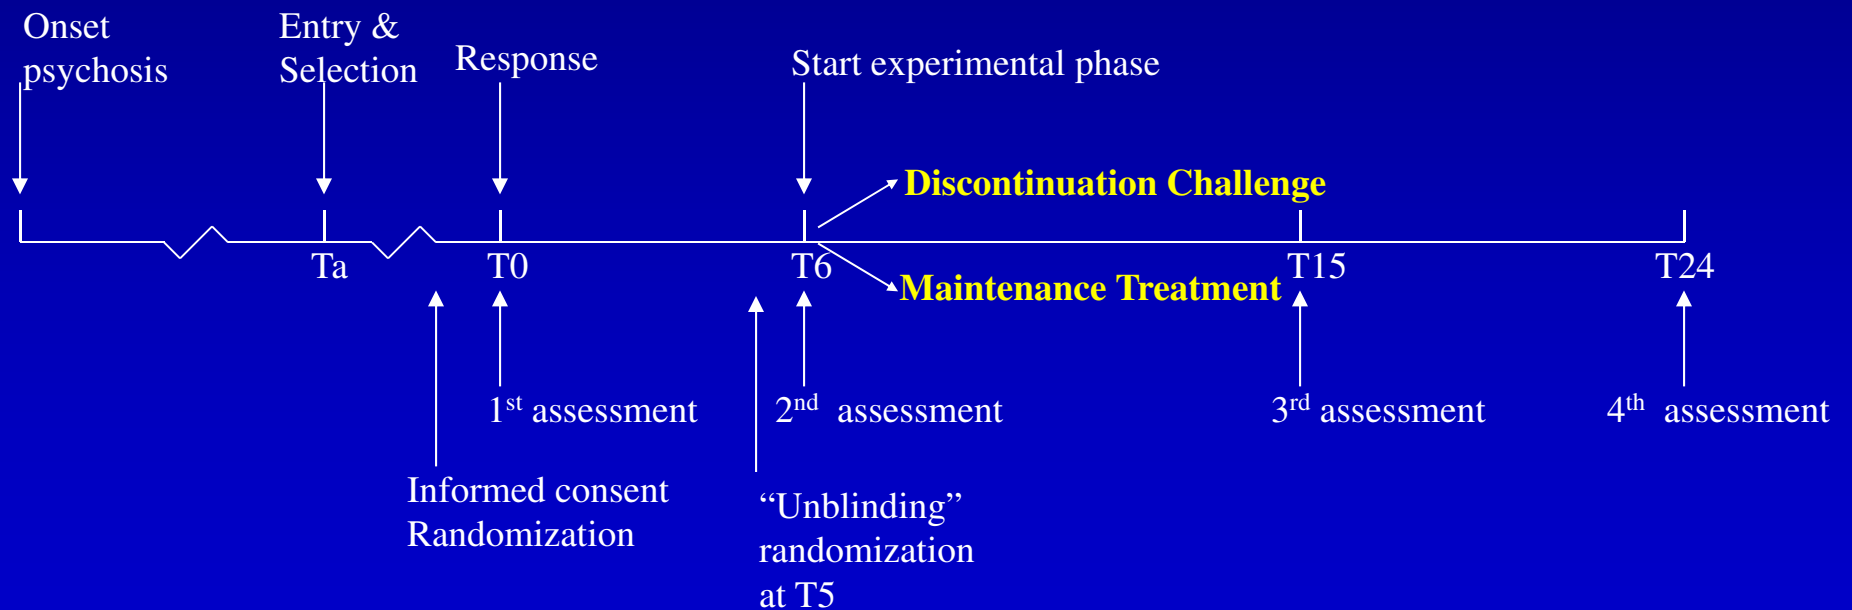 Onset
psychosis
Entry &
Selection
Response
Start experimental phase
Discontinuation Challenge
Ta
T0
T6
T15
T24
Maintenance Treatment
1st assessment
2nd assessment
3rd assessment
4th assessment
Informed consent
Randomization
“Unblinding”
randomization
at T5